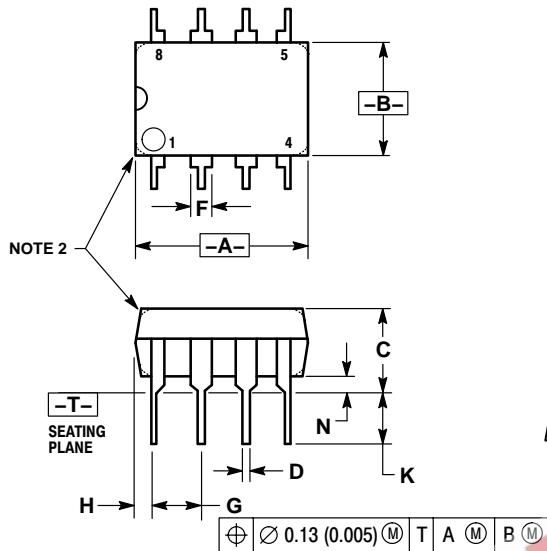 8 5
–B–
1 4
F
NOTE 2
–A–
C
–T–
N
SEATING
PLANE
D
K
H
G
⌖ ∅ 0.13 (0.005) Ⓜ T A Ⓜ B Ⓜ